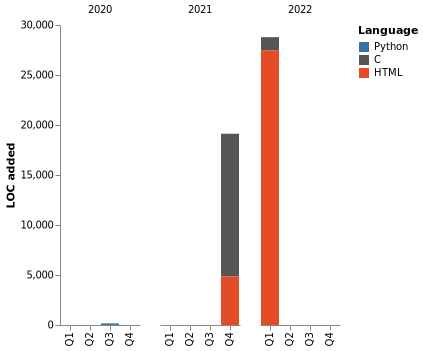 2020 2021 2022
Language
Python
C
HTML
LOC added
30,000
25,000
20,000
15,000
10,000
5,000
0
Q1 Q2 Q3 Q4 Q1 Q2 Q3 Q4 Q1 Q2 Q3 Q4